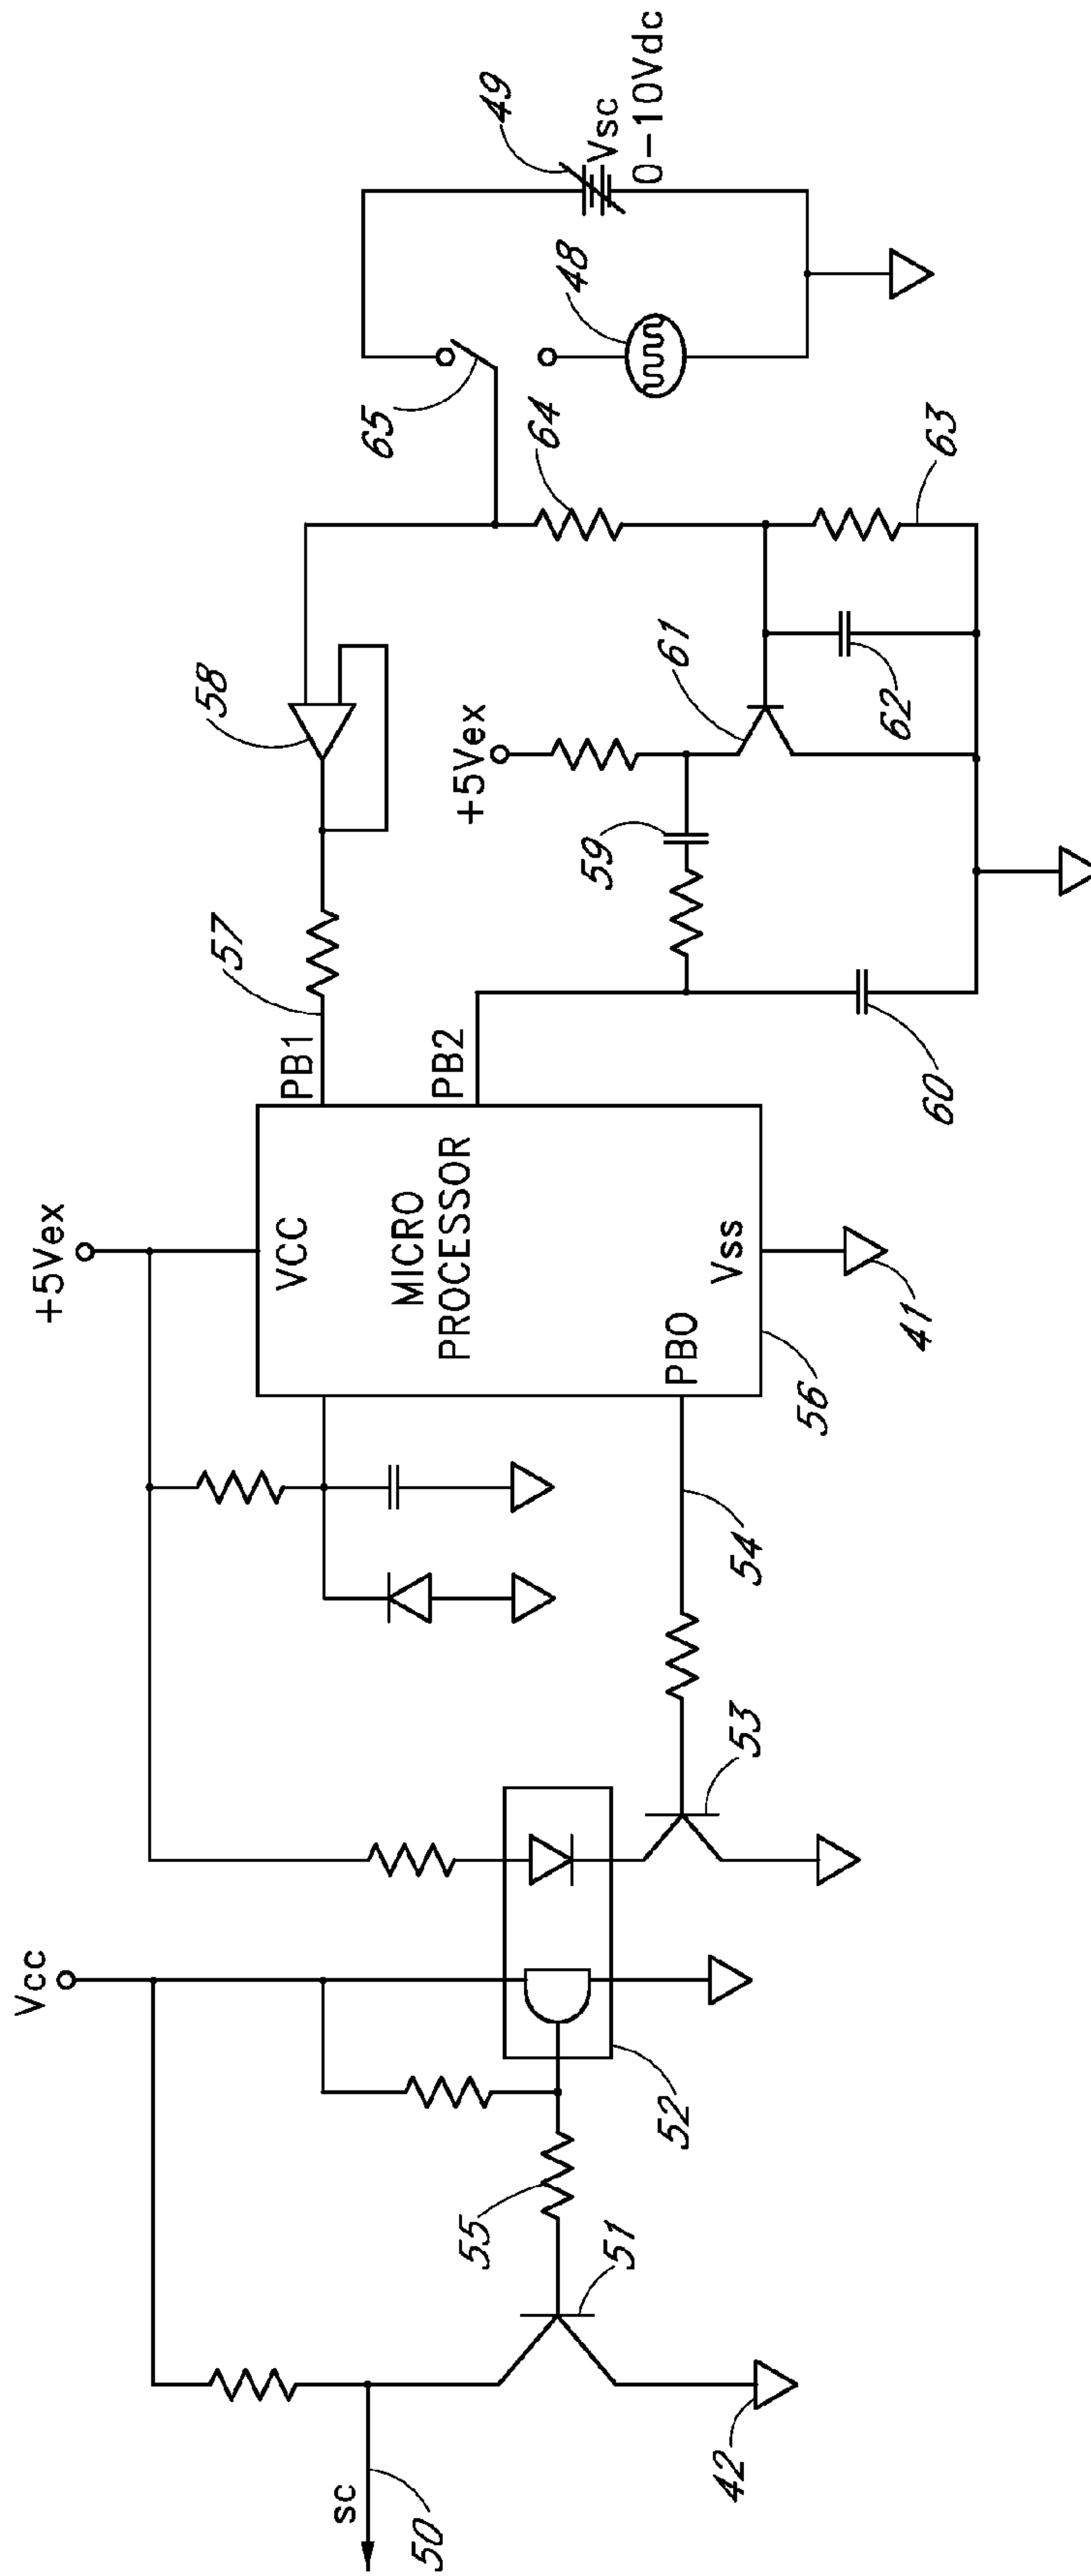 Vcc
+5Vex
VCC
MICRO
PROCESSOR
PB1
PB2
PB0
Vss
+5Vex
Vsc
0-10Vdc
sc
50
51
55
52
42
53
54
56
41
57
58
59
60
61
62
63
64
65
48
49